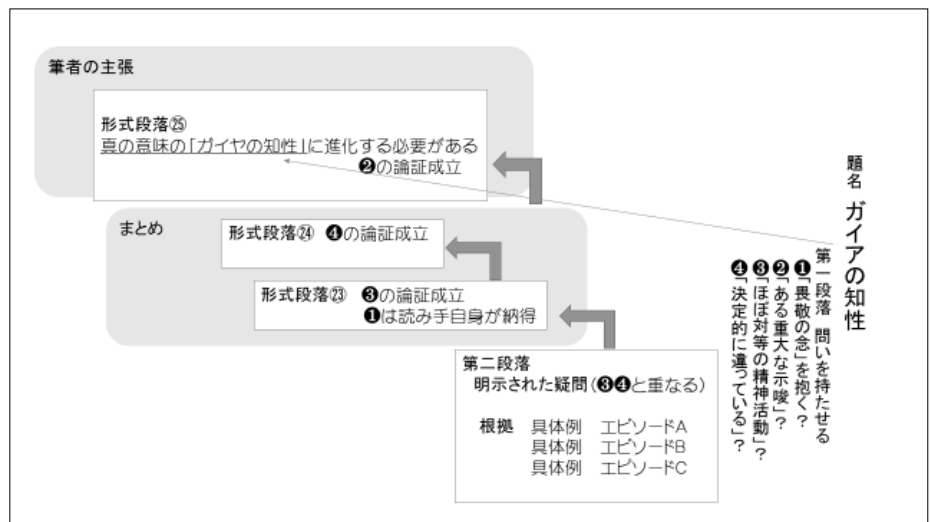 題名 ガイアの知性
第一段落 問いを持たせる
❶「畏敬の念」を抱く？
❷「ある重大な示唆」？
❸「ほぼ対等の精神活動」？
❹「決定的に違っている」？
筆者の主張
形式段落㉕
真の意味の「ガイヤの知性」に進化する必要がある
❷の論証成立
まとめ
形式段落㉔ ❹の論証成立
形式段落㉓ ❸の論証成立
❶は読み手自身が納得
第二段落
明示された疑問（❸❹と重なる）
根拠 具体例 エピソードA
具体例 エピソードB
具体例 エピソードC